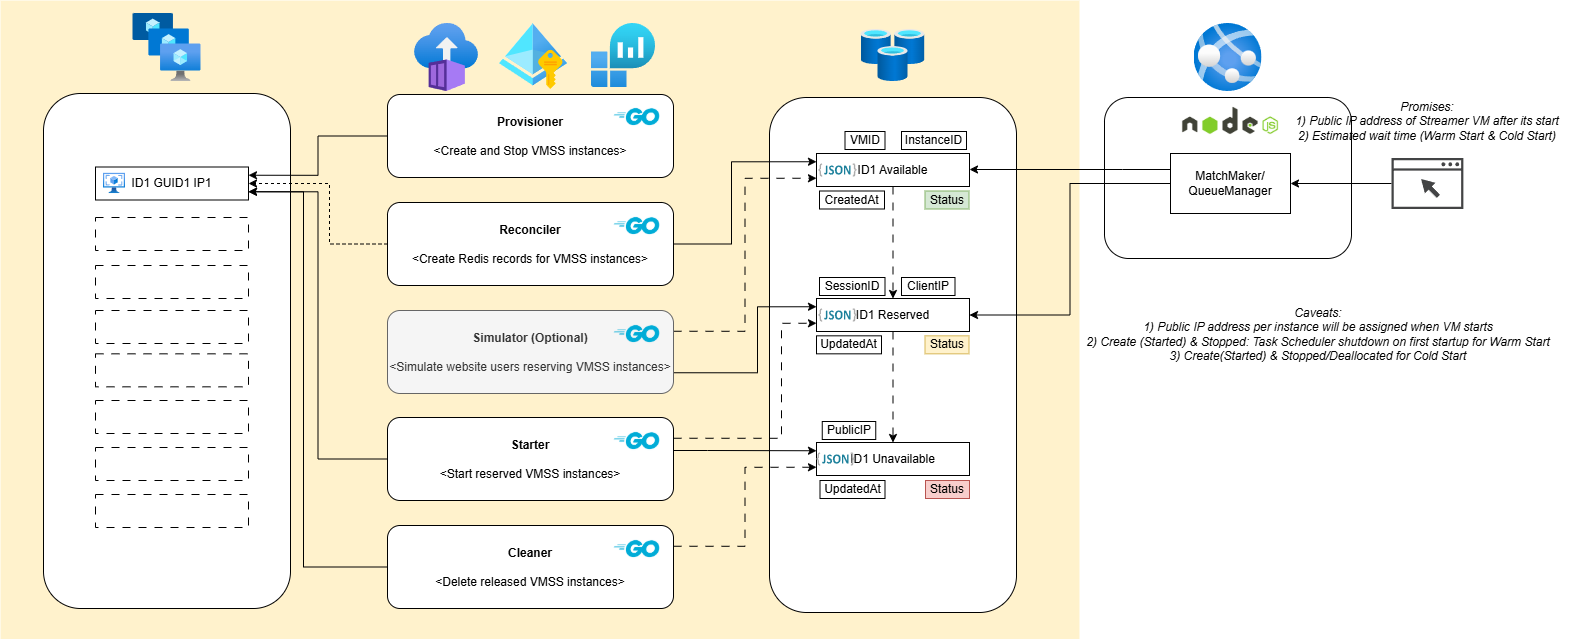 ID1 GUID1 IP1
Provisioner
GO
<Create and Stop VMSS instances>
Reconciler
GO
<Create Redis records for VMSS instances>
Simulator (Optional)
GO
<Simulate website users reserving VMSS instances>
Starter
GO
<Start reserved VMSS instances>
Cleaner
GO
<Delete released VMSS instances>
VMID
InstanceID
{JSON} ID1 Available
CreatedAt
Status
SessionID
ClientIP
{JSON} ID1 Reserved
UpdatedAt
Status
PublicIP
{JSON} ID1 Unavailable
UpdatedAt
Status
node
JS
MatchMaker/
QueueManager
Promises:
1) Public IP address of Streamer VM after its start
2) Estimated wait time (Warm Start & Cold Start)
Caveats:
1) Public IP address per instance will be assigned when VM starts
2) Create (Started) & Stopped: Task Scheduler shutdown on first startup for Warm Start
3) Create(Started) & Stopped/Deallocated for Cold Start